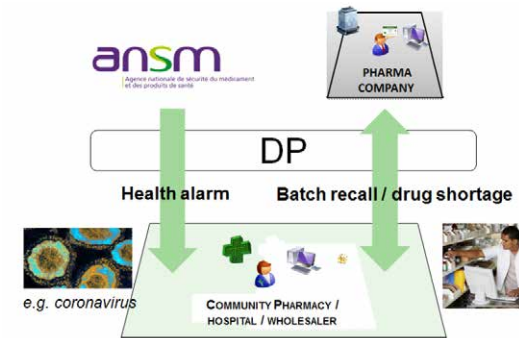 ansm
Agence nationale de sécurité du médicament
et des produits de santé
PHARMA
COMPANY
DP
Health alarm
Batch recall / drug shortage
e.g. coronavirus
COMMUNITY PHARMACY /
HOSPITAL / WHOLESALER